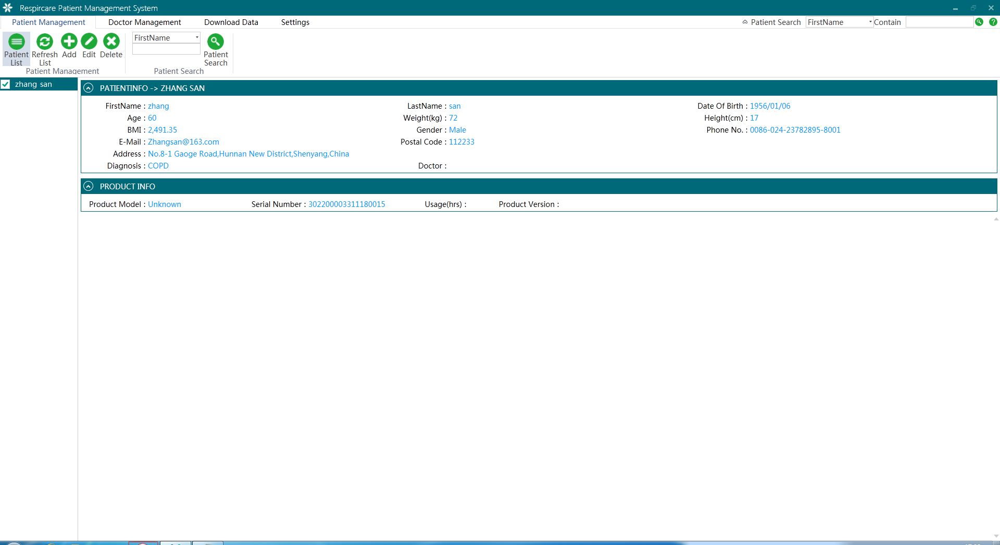 Respircare Patient Management System
Patient Management Doctor Management Download Data Settings Patient Search FirstName Contain
Patient List Refresh List Add Edit Delete FirstName Patient Search
Patient Management Patient Search
zhang san
PATIENTINFO -> ZHANG SAN
FirstName : zhang LastName : san Date Of Birth : 1956/01/06
Age : 60 Weight(kg) : 72 Height(cm) : 17
BMI : 2,491.35 Gender : Male Phone No. : 0086-024-23782895-8001
E-Mail : Zhangsan@163.com Postal Code : 112233
Address : No.8-1 Gaoge Road,Hunnan New District,Shenyang,China
Diagnosis : COPD Doctor :
PRODUCT INFO
Product Model : Unknown Serial Number : 302200003311180015 Usage(hrs) : Product Version :